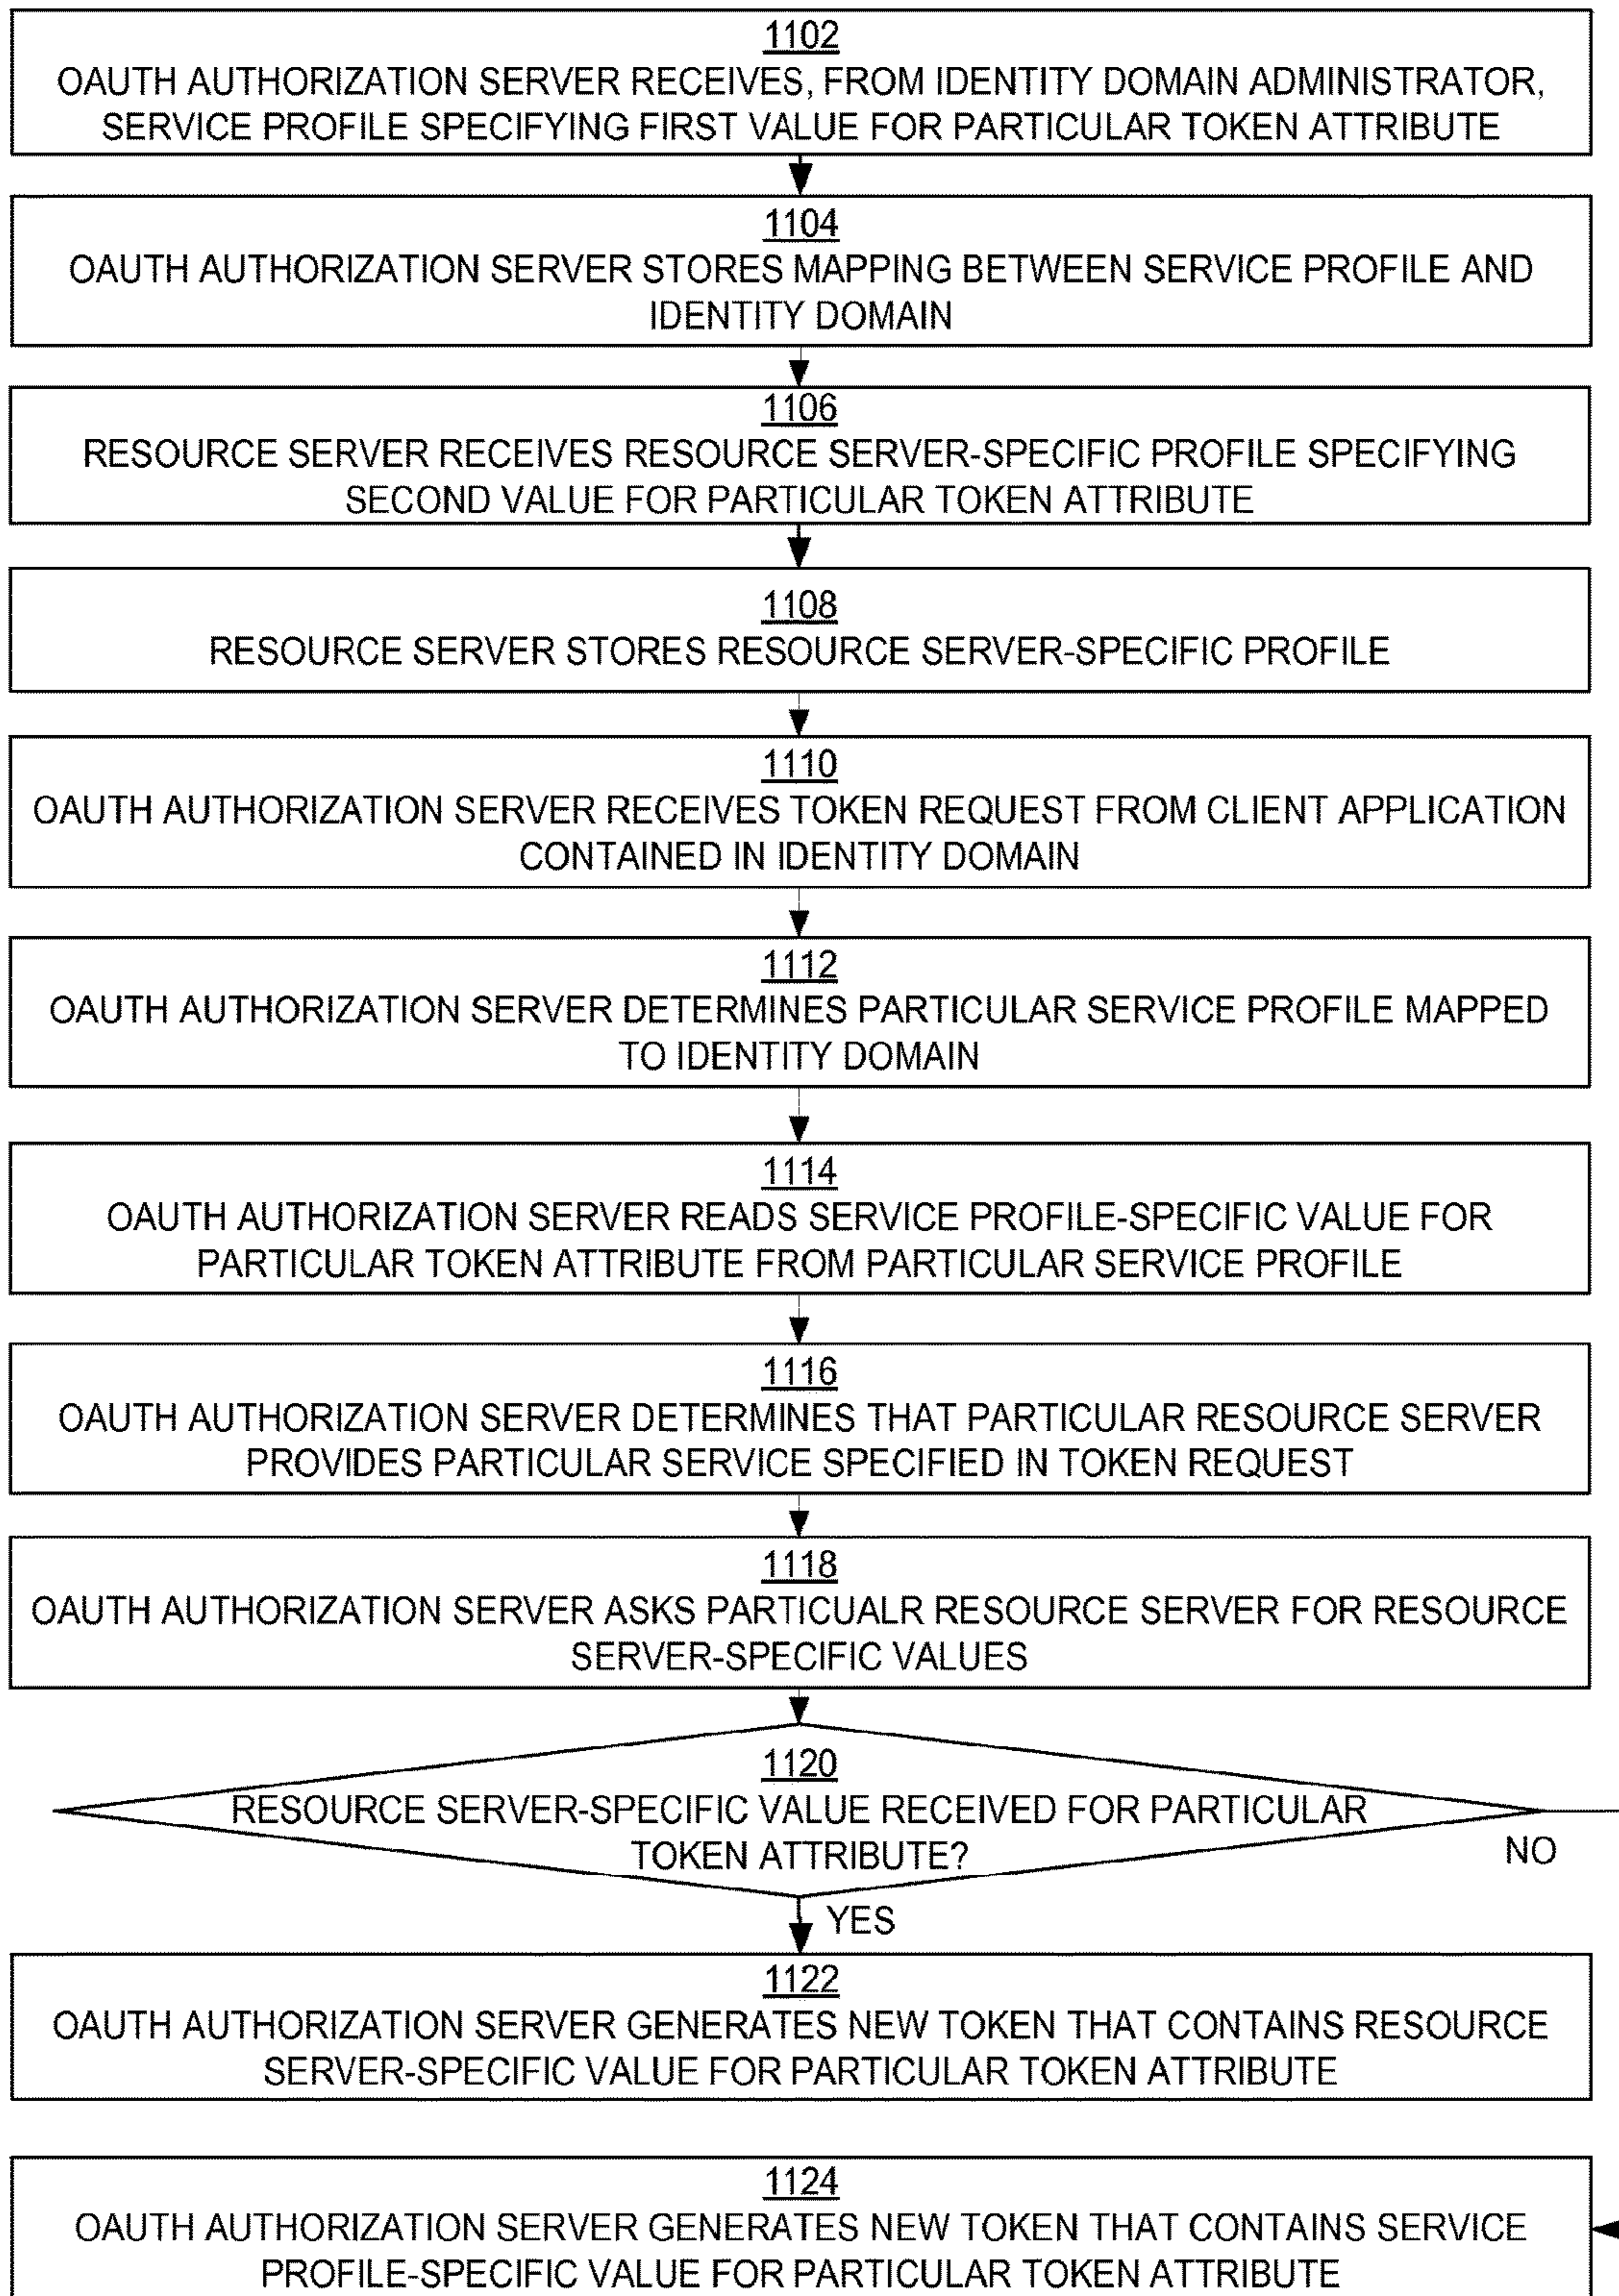 1102
OAUTH AUTHORIZATION SERVER RECEIVES, FROM IDENTITY DOMAIN ADMINISTRATOR,
SERVICE PROFILE SPECIFYING FIRST VALUE FOR PARTICULAR TOKEN ATTRIBUTE
1104
OAUTH AUTHORIZATION SERVER STORES MAPPING BETWEEN SERVICE PROFILE AND
IDENTITY DOMAIN
1106
RESOURCE SERVER RECEIVES RESOURCE SERVER-SPECIFIC PROFILE SPECIFYING
SECOND VALUE FOR PARTICULAR TOKEN ATTRIBUTE
1108
RESOURCE SERVER STORES RESOURCE SERVER-SPECIFIC PROFILE
1110
OAUTH AUTHORIZATION SERVER RECEIVES TOKEN REQUEST FROM CLIENT APPLICATION
CONTAINED IN IDENTITY DOMAIN
1112
OAUTH AUTHORIZATION SERVER DETERMINES PARTICULAR SERVICE PROFILE MAPPED
TO IDENTITY DOMAIN
1114
OAUTH AUTHORIZATION SERVER READS SERVICE PROFILE-SPECIFIC VALUE FOR
PARTICULAR TOKEN ATTRIBUTE FROM PARTICULAR SERVICE PROFILE
1116
OAUTH AUTHORIZATION SERVER DETERMINES THAT PARTICULAR RESOURCE SERVER
PROVIDES PARTICULAR SERVICE SPECIFIED IN TOKEN REQUEST
1118
OAUTH AUTHORIZATION SERVER ASKS PARTICUALR RESOURCE SERVER FOR RESOURCE
SERVER-SPECIFIC VALUES
1120
RESOURCE SERVER-SPECIFIC VALUE RECEIVED FOR PARTICULAR
TOKEN ATTRIBUTE?
NO
YES
1122
OAUTH AUTHORIZATION SERVER GENERATES NEW TOKEN THAT CONTAINS RESOURCE
SERVER-SPECIFIC VALUE FOR PARTICULAR TOKEN ATTRIBUTE
1124
OAUTH AUTHORIZATION SERVER GENERATES NEW TOKEN THAT CONTAINS SERVICE
PROFILE-SPECIFIC VALUE FOR PARTICULAR TOKEN ATTRIBUTE